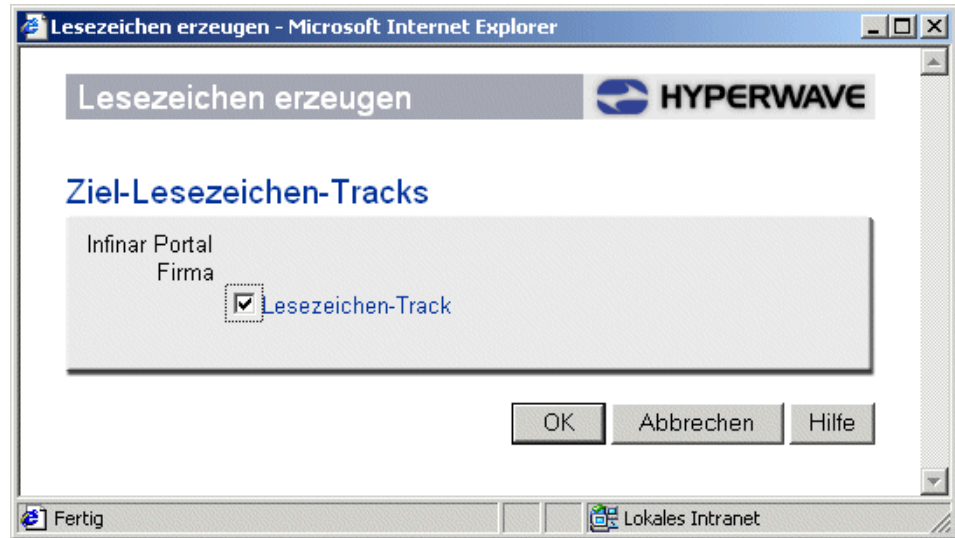 Lesezeichen erzeugen - Microsoft Internet Explorer
Lesezeichen erzeugen HYPERWAVE
Ziel-Lesezeichen-Tracks
Infinar Portal
Firma
Lesezeichen-Track
OK Abbrechen Hilfe
Fertig Lokales Intranet